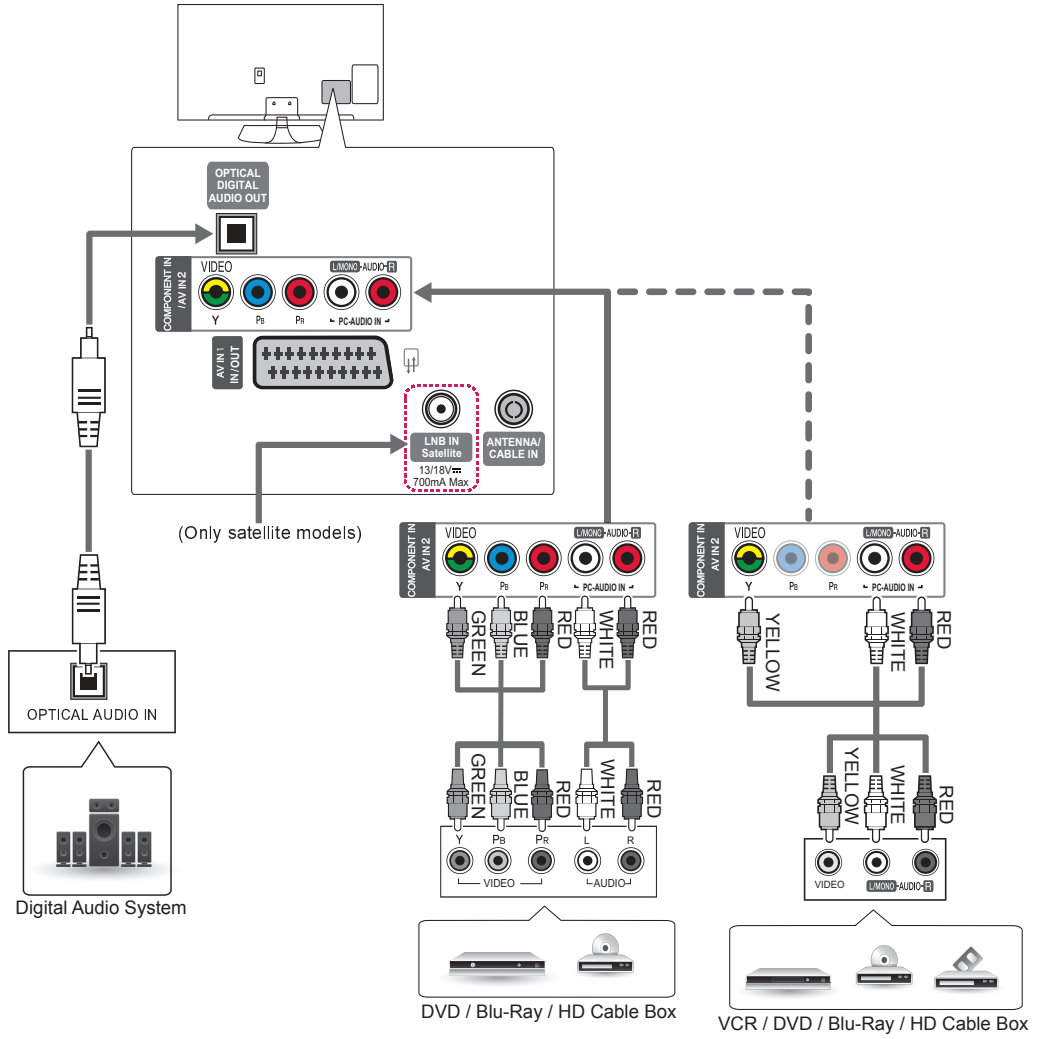 OPTICAL
DIGITAL
AUDIO OUT
COMPONENT IN
/AV IN 2
VIDEO
L/MONO-AUDIO-R
Y
PB
PR
PC-AUDIO IN
AV IN 1
IN/OUT
LNB IN
Satellite
13/18V
700mA Max
ANTENNA/
CABLE IN
(Only satellite models)
COMPONENT IN
AV IN 2
VIDEO
L/MONO-AUDIO-R
Y
PB
PR
PC-AUDIO IN
GREEN
BLUE
RED
WHITE
RED
GREEN
BLUE
RED
WHITE
RED
Y
PB
PR
L
R
VIDEO
AUDIO
DVD / Blu-Ray / HD Cable Box
COMPONENT IN
AV IN 2
VIDEO
L/MONO-AUDIO-R
Y
PB
PR
PC-AUDIO IN
YELLOW
WHITE
RED
YELLOW
WHITE
RED
VIDEO
L/MONO-AUDIO-R
VCR / DVD / Blu-Ray / HD Cable Box
OPTICAL AUDIO IN
Digital Audio System